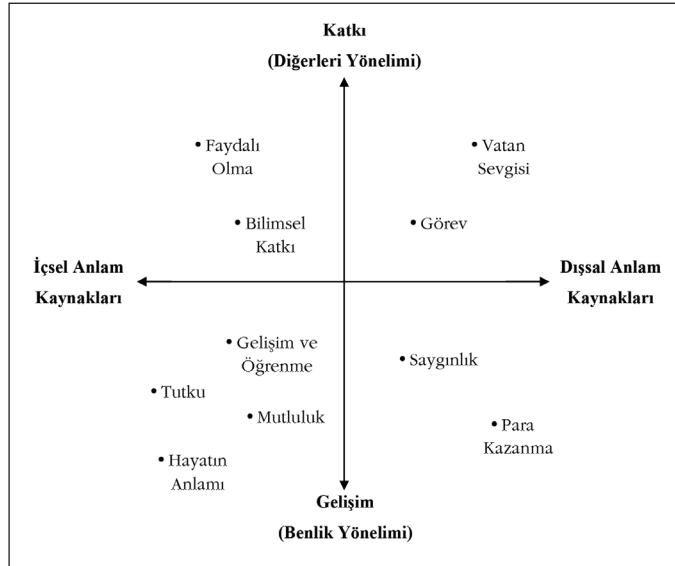 Katkı
(Diğerleri Yönelimi)
• Faydalı
Olma
• Vatan
Sevgisi
• Bilimsel
Katkı
• Görev
İçsel Anlam
Kaynakları
Dışsal Anlam
Kaynakları
• Gelişim ve
Öğrenme
• Saygınlık
• Tutku
• Mutluluk
• Para
Kazanma
• Hayatın
Anlamı
Gelişim
(Benlik Yönelimi)